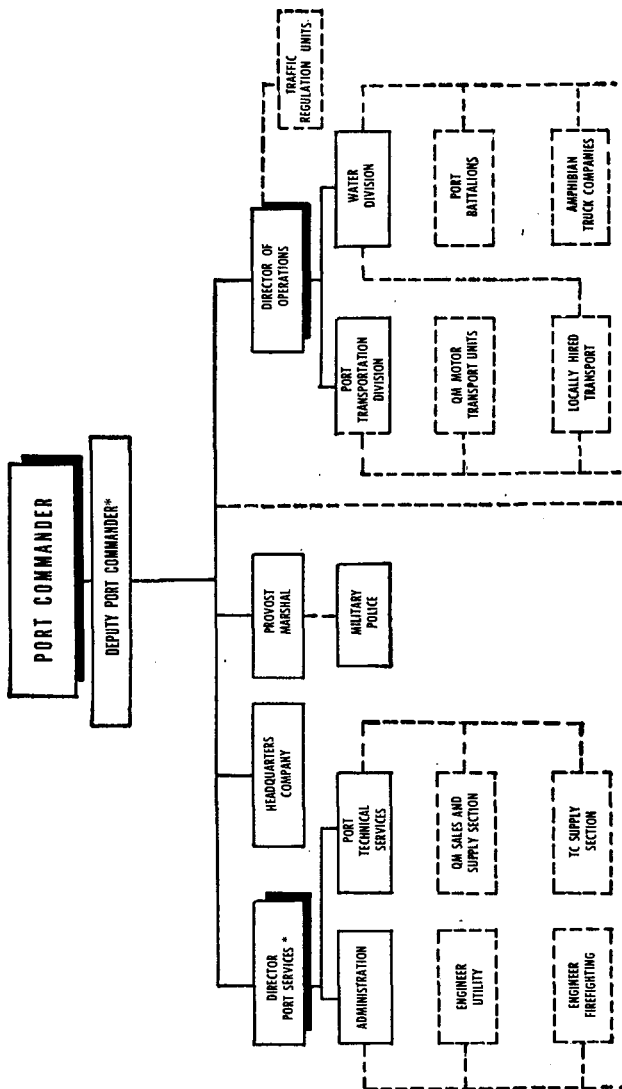 PORT COMMANDER
DEPUTY PORT COMMANDER*
DIRECTOR
PORT SERVICES *
HEADQUARTERS
COMPANY
PROVOST
MARSHAL
DIRECTOR OF
OPERATIONS
TRAFFIC
REGULATION UNITS
ADMINISTRATION
PORT
TECHNICAL
SERVICES
MILITARY
POLICE
PORT
TRANSPORTATION
DIVISION
WATER
DIVISION
ENGINEER
UTILITY
QM SALES AND
SUPPLY SECTION
QM MOTOR
TRANSPORT UNITS
PORT
BATTALIONS
ENGINEER
FIREFIGHTING
TC SUPPLY
SECTION
LOCALLY HIRED
TRANSPORT
AMPHIBIAN
TRUCK COMPANIES